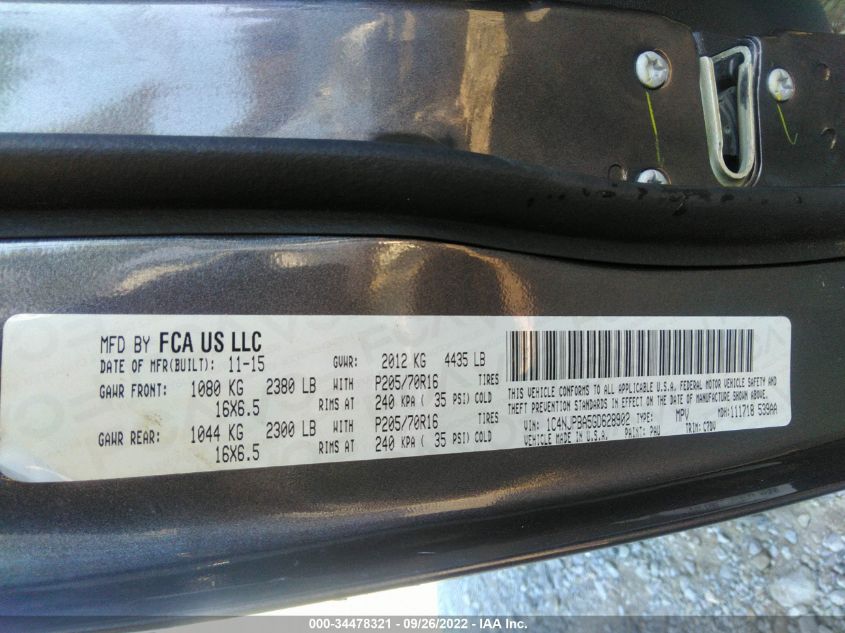 MFD BY FCA US LLC
DATE OF MFR(BUILT): 11-15 GVWR: 2012 KG 4435 LB
GAWR FRONT: 1080 KG 2380 LB WITH P205/70R16 TIRES
16X6.5 RIMS AT 240 KPA ( 35 PSI) COLD
GAWR REAR: 1044 KG 2300 LB WITH P205/70R16 TIRES
16X6.5 RIMS AT 240 KPA ( 35 PSI) COLD
THIS VEHICLE CONFORMS TO ALL APPLICABLE U.S.A. FEDERAL MOTOR VEHICLE SAFETY AND
THEFT PREVENTION STANDARDS IN EFFECT ON THE DATE OF MANUFACTURE SHOWN ABOVE.
VIN: 1C4NJPBA5GD628902 TYPE: MPV MDH: 111718 539AA
VEHICLE MADE IN U.S.A. PAINT: PAU TRIM: C7DV
000-34478321 / 09/26/2022 - IAA Inc.